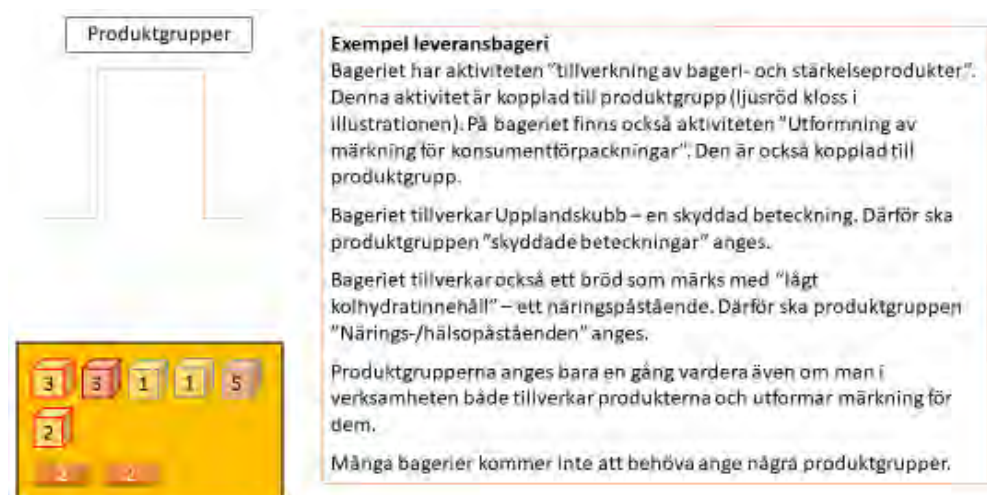 Produktgrupper
Exempel leveransbageri
Bageriet har aktiviteten "tillverkning av bageri- och stärkelseprodukter".
Denna aktivitet är kopplad till produktgrupp (ljusröd kloss i
illustrationen). På bageriet finns också aktiviteten "Utformning av
märkning för konsumentförpackningar". Den är också kopplad till
produktgrupp.
Bageriet tillverkar Upplandskubb – en skyddad beteckning. Därför ska
produktgruppen "skyddade beteckningar" anges.
Bageriet tillverkar också ett bröd som märks med "lågt
kolhydratinnehåll" – ett näringspåstående. Därför ska produktgruppen
"Närings-/hälsopåståenden" anges.
Produktgrupperna anges bara en gång vardera även om man i
verksamheten både tillverkar produkterna och utformar märkning för
dem.
Många bagerier kommer inte att behöva ange några produktgrupper.
3 3 1 1 5
2
2 2